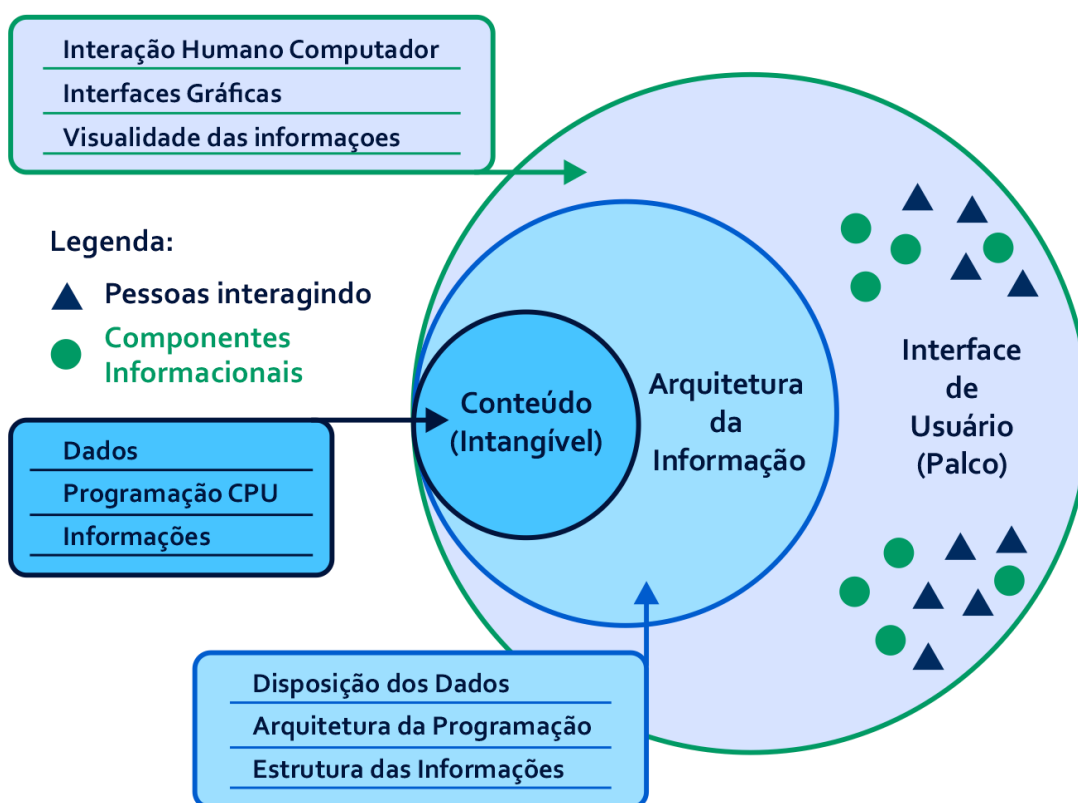 Interação Humano Computador
Interfaces Gráficas
Visualidade das informaçoes
Legenda:
Pessoas interagindo
Componentes
Informacionais
Conteúdo
(Intangível)
Arquitetura
da
Informação
Interface
de
Usuário
(Palco)
Dados
Programação CPU
Informações
Disposição dos Dados
Arquitetura da Programação
Estrutura das Informações